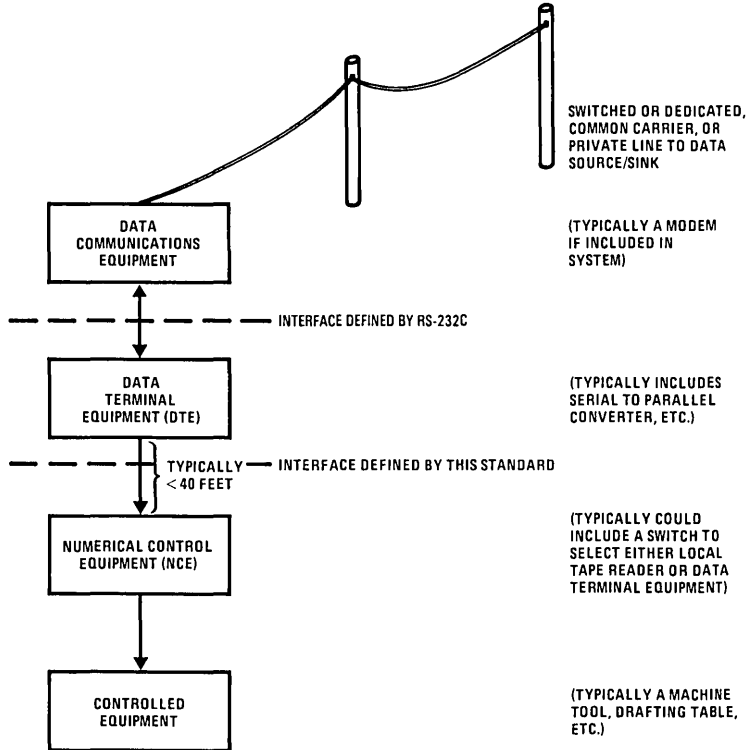 SWITCHED OR DEDICATED,
COMMON CARRIER, OR
PRIVATE LINE TO DATA
SOURCE/SINK
DATA
COMMUNICATIONS
EQUIPMENT
(TYPICALLY A MODEM
IF INCLUDED IN
SYSTEM)
INTERFACE DEFINED BY RS-232C
DATA
TERMINAL
EQUIPMENT (DTE)
(TYPICALLY INCLUDES
SERIAL TO PARALLEL
CONVERTER, ETC.)
TYPICALLY
< 40 FEET
INTERFACE DEFINED BY THIS STANDARD
NUMERICAL CONTROL
EQUIPMENT (NCE)
(TYPICALLY COULD
INCLUDE A SWITCH TO
SELECT EITHER LOCAL
TAPE READER OR DATA
TERMINAL EQUIPMENT)
CONTROLLED
EQUIPMENT
(TYPICALLY A MACHINE
TOOL, DRAFTING TABLE,
ETC.)